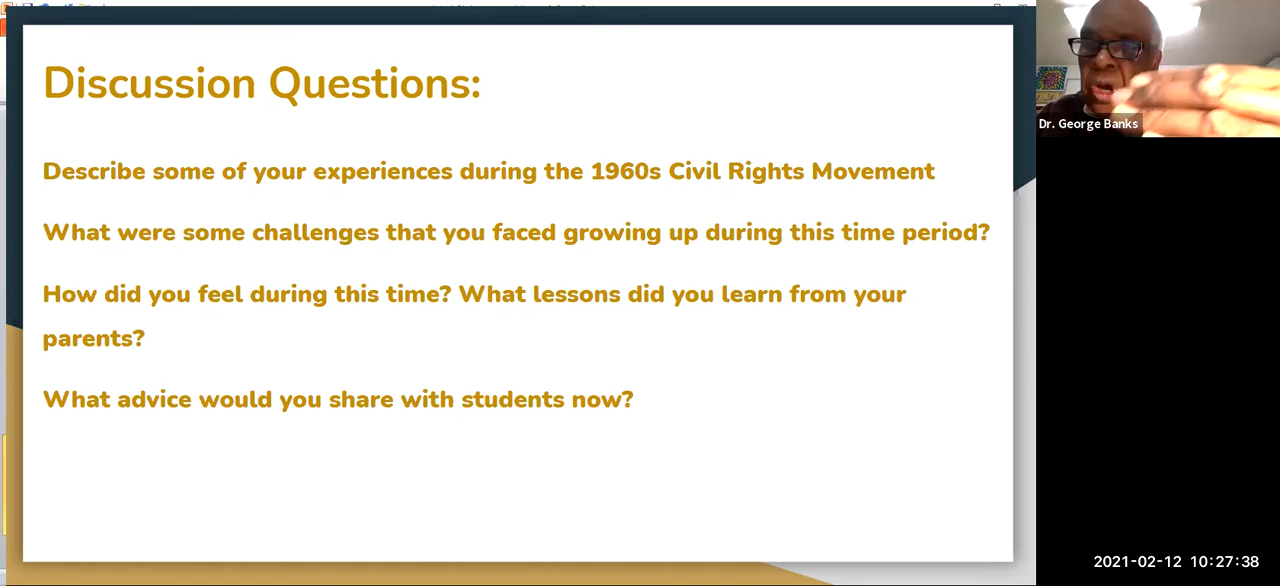 Discussion Questions:
Describe some of your experiences during the 1960s Civil Rights Movement
What were some challenges that you faced growing up during this time period?
How did you feel during this time? What lessons did you learn from your
parents?
What advice would you share with students now?
Dr. George Banks
2021-02-12 10:27:38